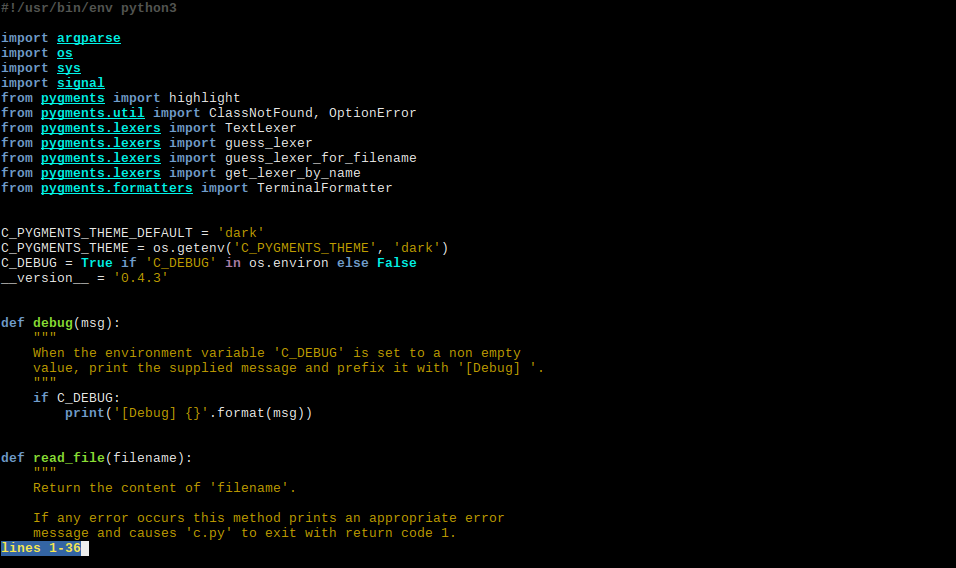 #!/usr/bin/env python3

import argparse
import os
import sys
import signal
from pygments import highlight
from pygments.util import ClassNotFound, OptionError
from pygments.lexers import TextLexer
from pygments.lexers import guess_lexer
from pygments.lexers import guess_lexer_for_filename
from pygments.lexers import get_lexer_by_name
from pygments.formatters import TerminalFormatter


C_PYGMENTS_THEME_DEFAULT = 'dark'
C_PYGMENTS_THEME = os.getenv('C_PYGMENTS_THEME', 'dark')
C_DEBUG = True if 'C_DEBUG' in os.environ else False
__version__ = '0.4.3'


def debug(msg):
    """
    When the environment variable 'C_DEBUG' is set to a non empty
    value, print the supplied message and prefix it with '[Debug] '.
    """
    if C_DEBUG:
        print('[Debug] {}'.format(msg))


def read_file(filename):
    """
    Return the content of 'filename'.

    If any error occurs this method prints an appropriate error
    message and causes 'c.py' to exit with return code 1.
lines 1-36